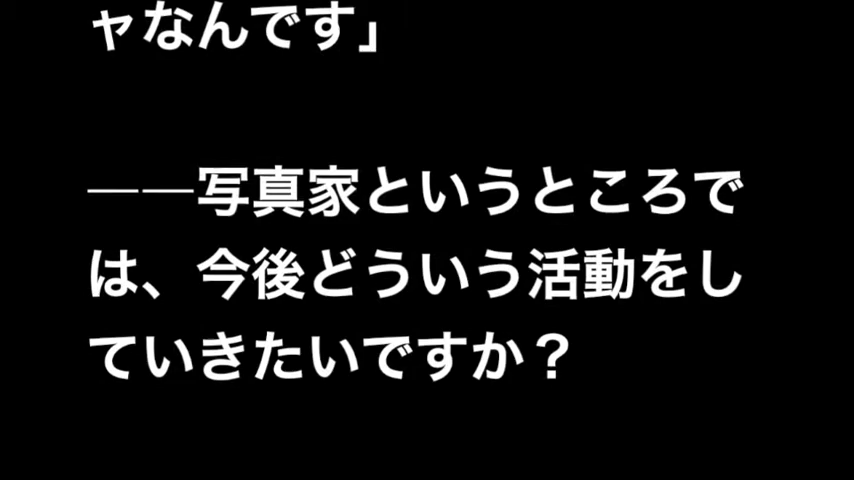 ャなんです」
――写真家というところで
は、今後どういう活動をし
ていきたいですか？